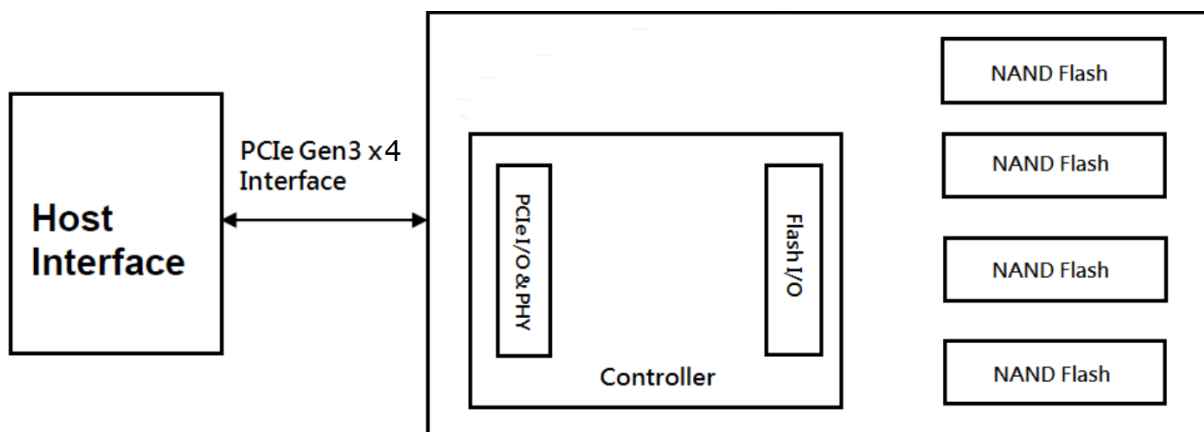 Host
Interface
PCIe Gen3 x4
Interface
PCIe I/O & PHY
Flash I/O
Controller
NAND Flash
NAND Flash
NAND Flash
NAND Flash